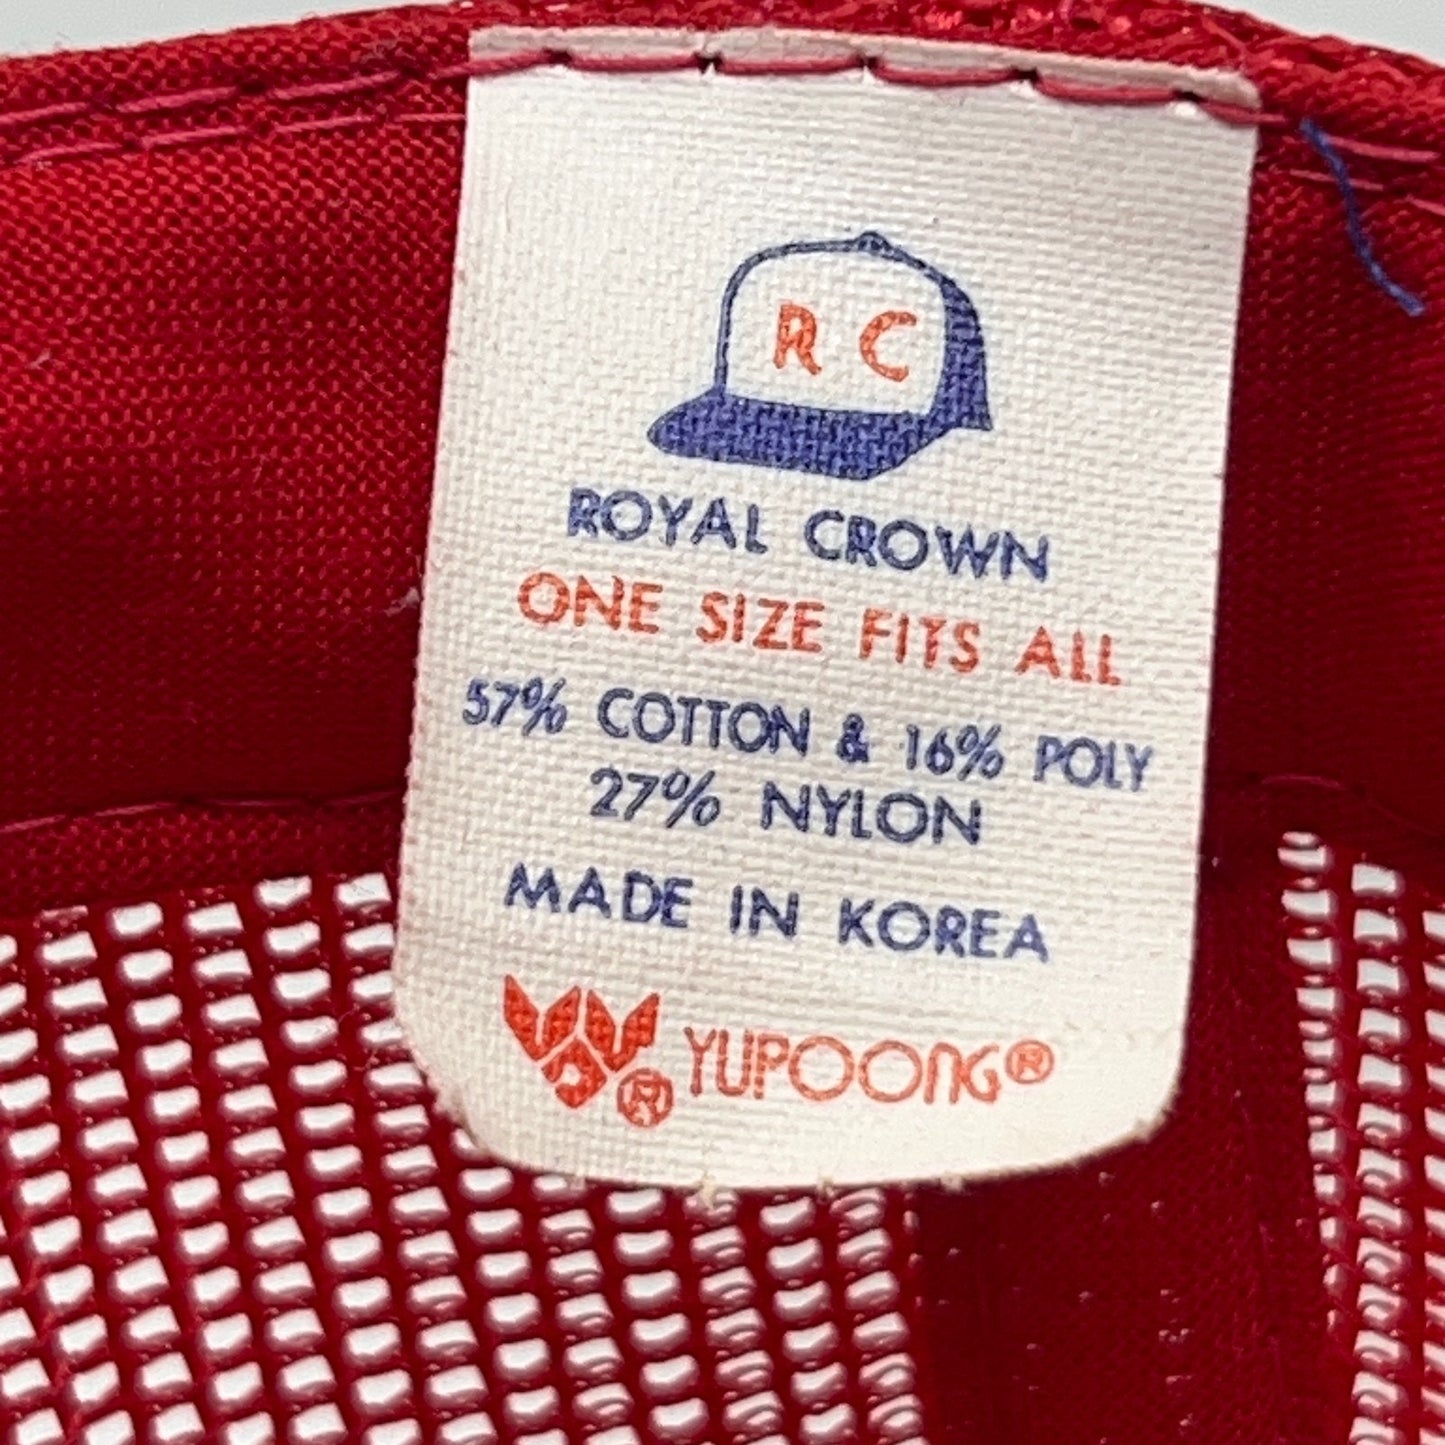 R C
ROYAL CROWN
ONE SIZE FITS ALL
57% COTTON & 16% POLY
27% NYLON
MADE IN KOREA
® YUPOONG®